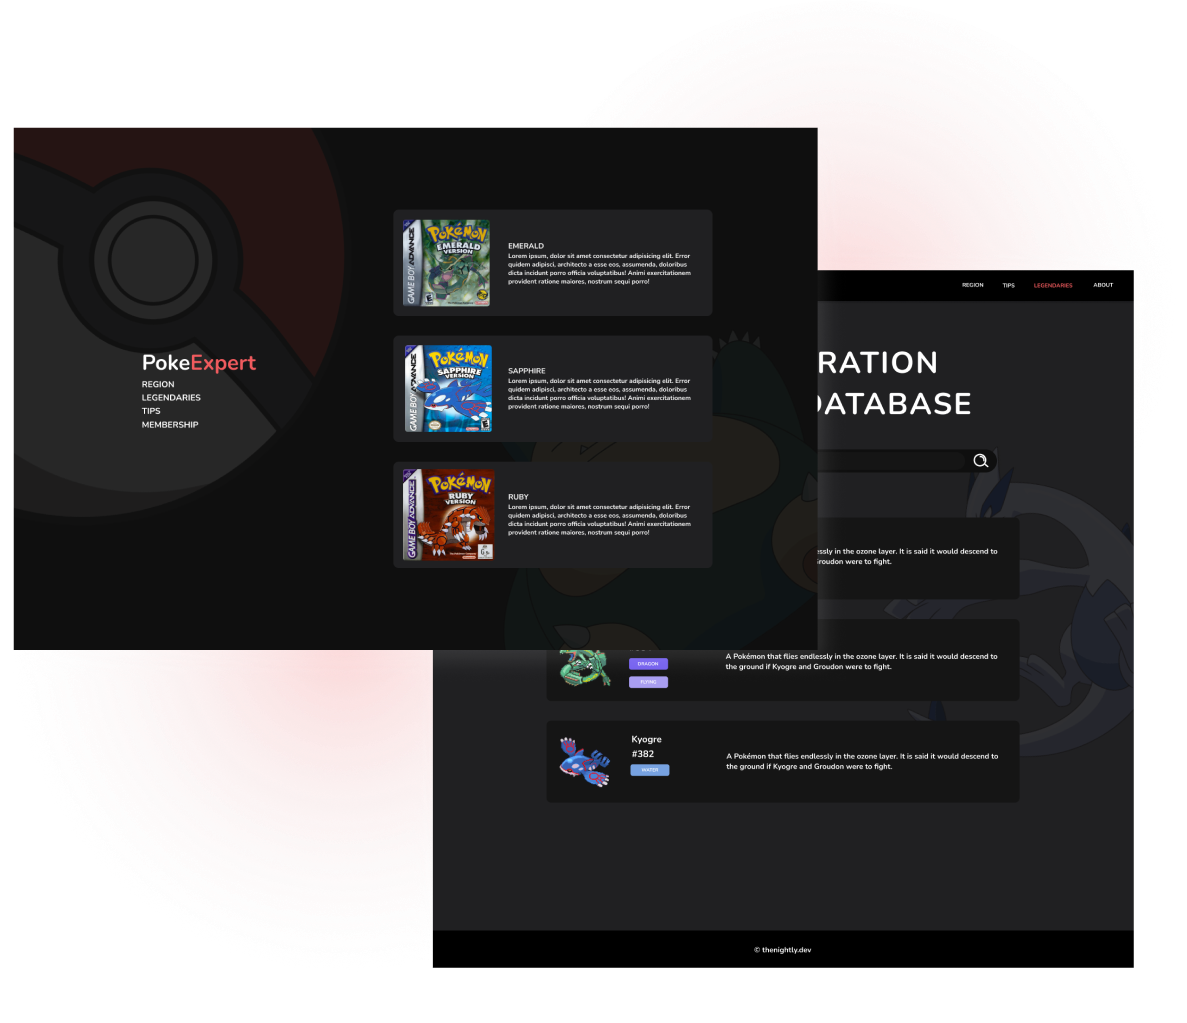 PokeExpert
REGION
LEGENDARIES
TIPS
MEMBERSHIP
GAME BOY ADVANCE
POKéMON
EMERALD
VERSION
EMERALD
Lorem ipsum, dolor sit amet consectetur adipisicing elit. Error
quidem adipisci, architecto a esse eos, assumenda, doloribus
dicta incidunt porro officia voluptatibus! Animi exercitationem
provident ratione maiores, nostrum sequi porro!
GAME BOY ADVANCE
POKéMON
SAPPHIRE
VERSION
SAPPHIRE
Lorem ipsum, dolor sit amet consectetur adipisicing elit. Error
quidem adipisci, architecto a esse eos, assumenda, doloribus
dicta incidunt porro officia voluptatibus! Animi exercitationem
provident ratione maiores, nostrum sequi porro!
GAME BOY ADVANCE
POKéMON
RUBY
VERSION
RUBY
Lorem ipsum, dolor sit amet consectetur adipisicing elit. Error
quidem adipisci, architecto a esse eos, assumenda, doloribus
dicta incidunt porro officia voluptatibus! Animi exercitationem
provident ratione maiores, nostrum sequi porro!
REGION
TIPS
LEGENDARIES
ABOUT
RATION
DATABASE
essly in the ozone layer. It is said it would descend to
Groudon were to fight.
DRAGON
FLYING
A Pokémon that flies endlessly in the ozone layer. It is said it would descend to
the ground if Kyogre and Groudon were to fight.
Kyogre
#382
WATER
A Pokémon that flies endlessly in the ozone layer. It is said it would descend to
the ground if Kyogre and Groudon were to fight.
© thenightly.dev